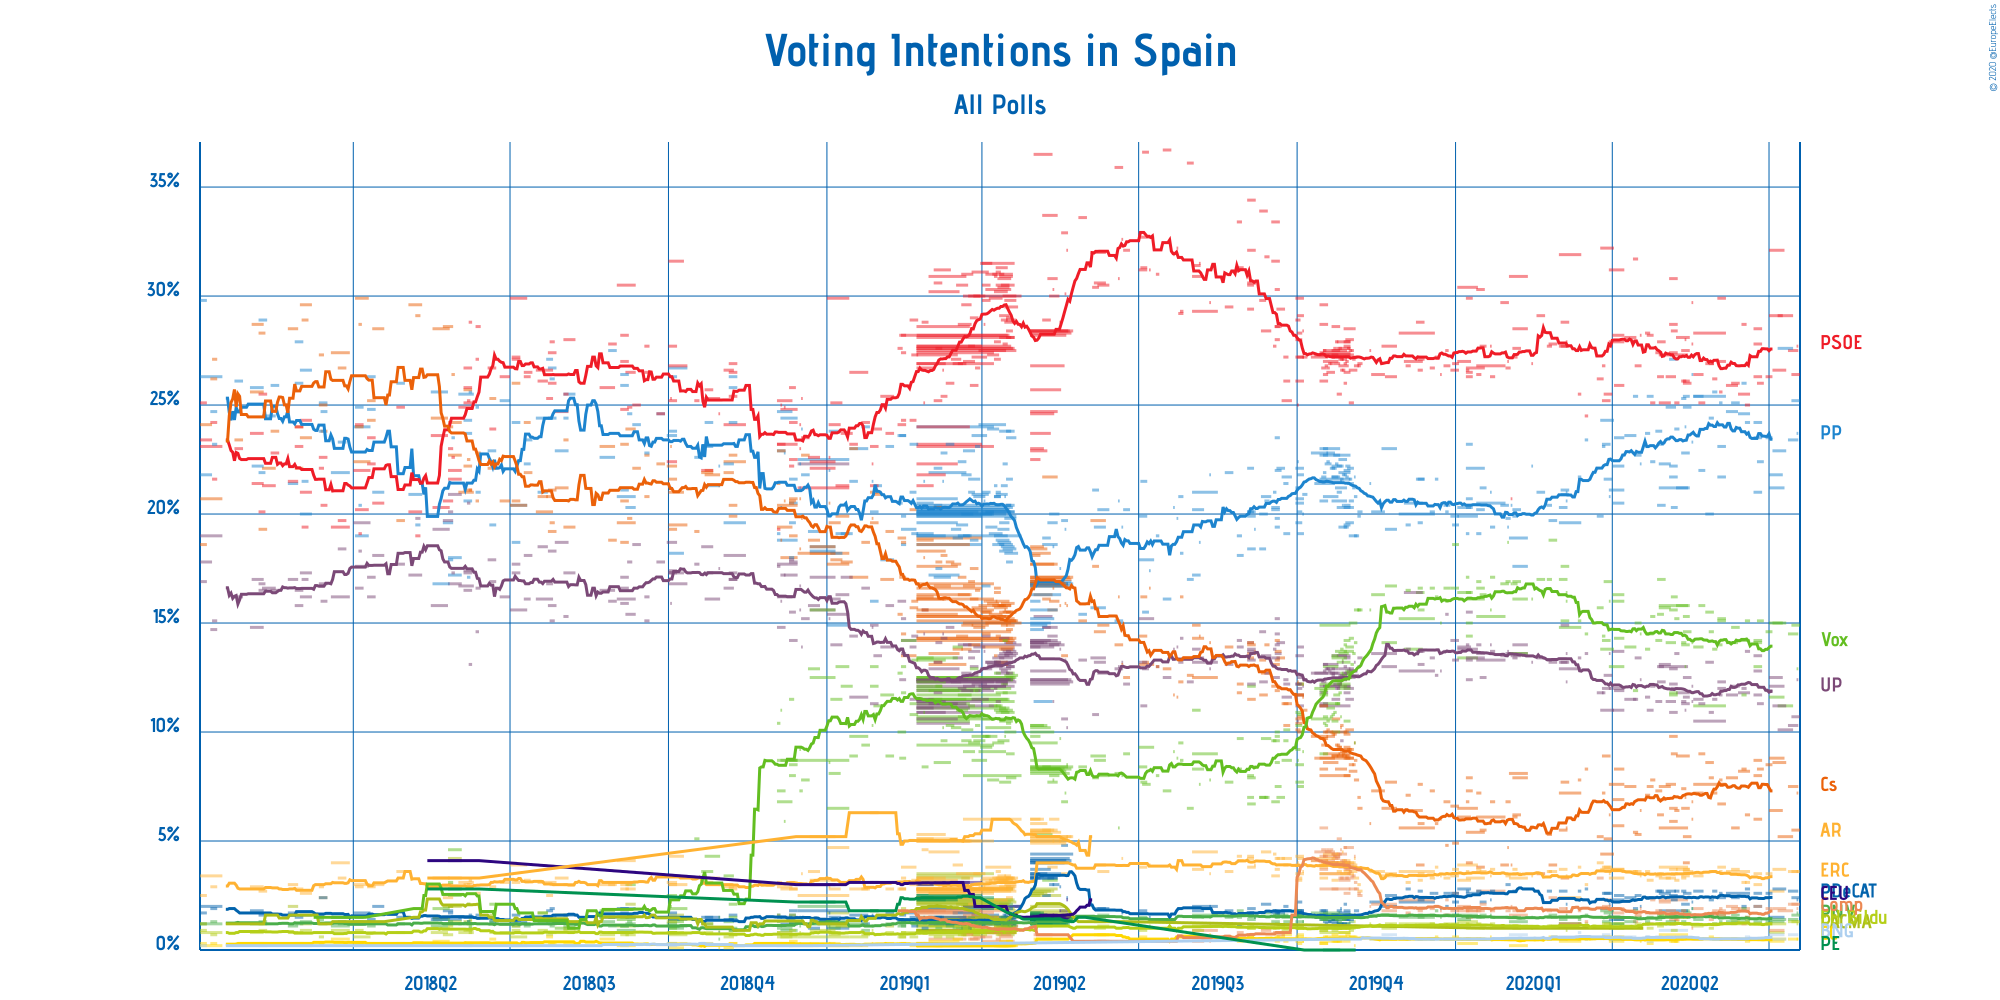 © 2020 @EuropeElects
Voting Intentions in Spain
All Polls
35%
30%
25%
20%
15%
10%
5%
0%
PSOE
PP
Vox
UP
Cs
AR
ERC
BNG
PE
2018Q2
2018Q3
2018Q4
2019Q1
2019Q2
2019Q3
2019Q4
2020Q1
2020Q2